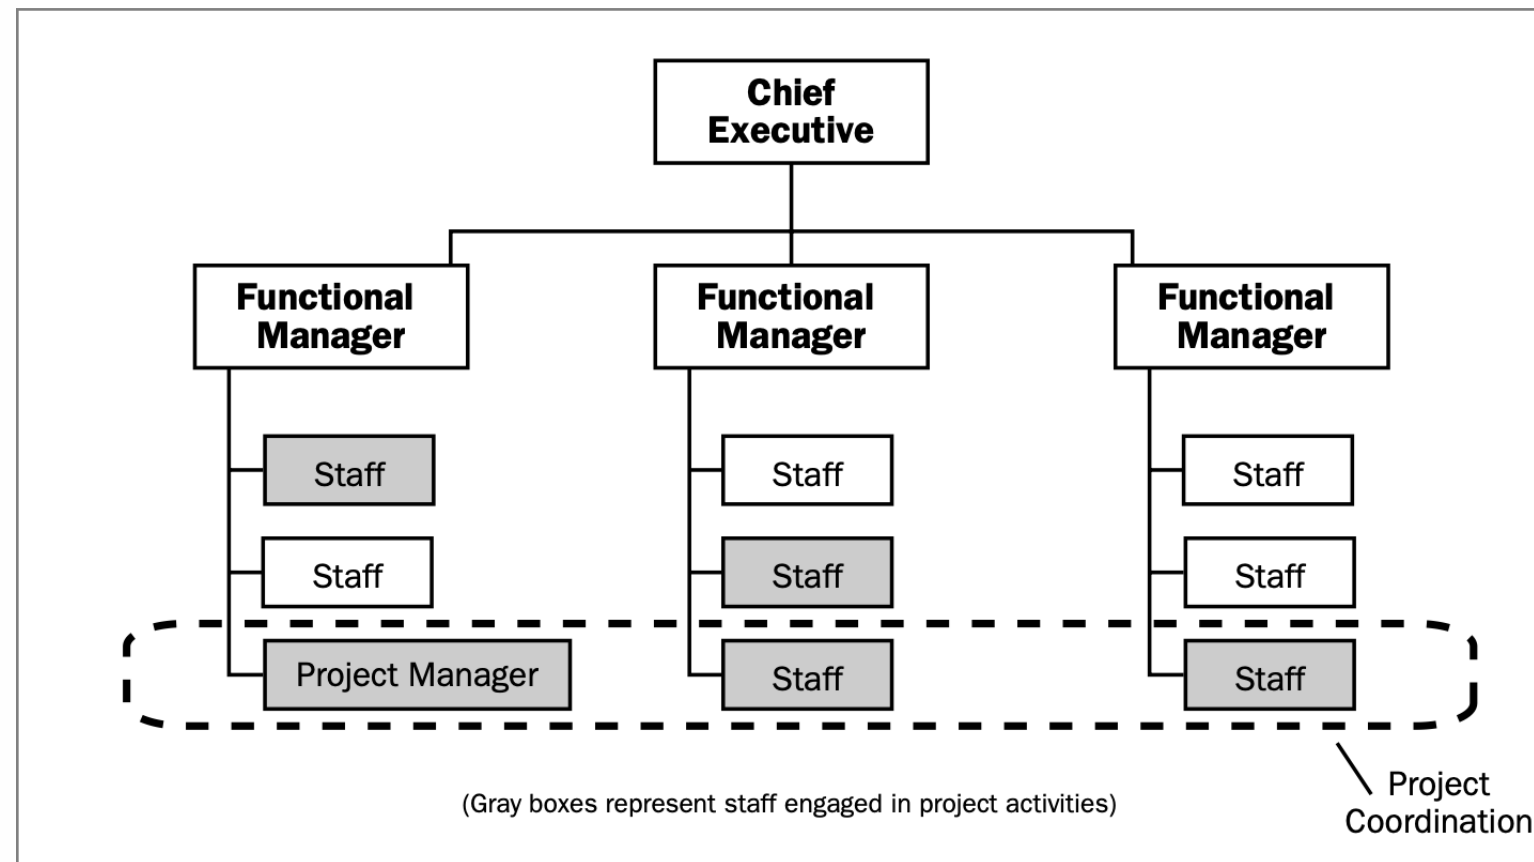 Chief
Executive
Functional
Manager
Functional
Manager
Functional
Manager
Staff
Staff
Staff
Staff
Staff
Staff
Project Manager
Staff
Staff
(Gray boxes represent staff engaged in project activities)
Project
Coordination